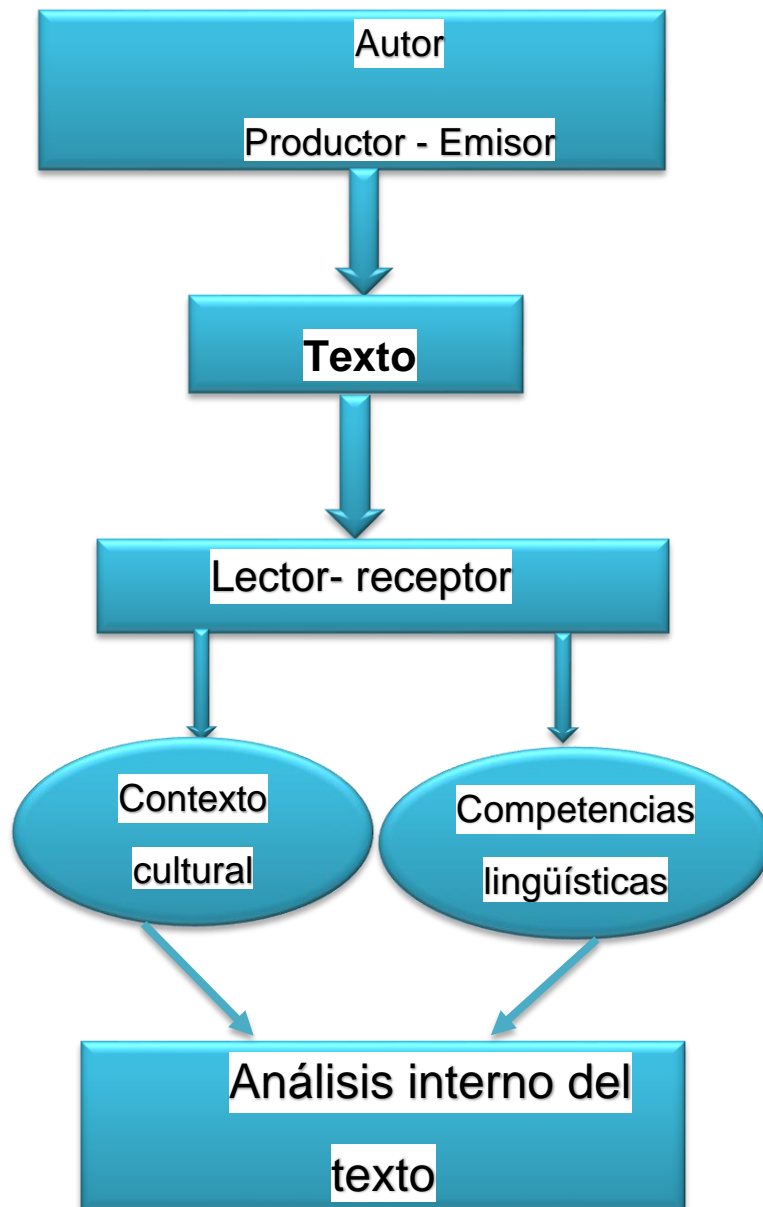 Autor
Productor - Emisor
Texto
Lector- receptor
Contexto
cultural
Competencias
lingüísticas
Análisis interno del
texto